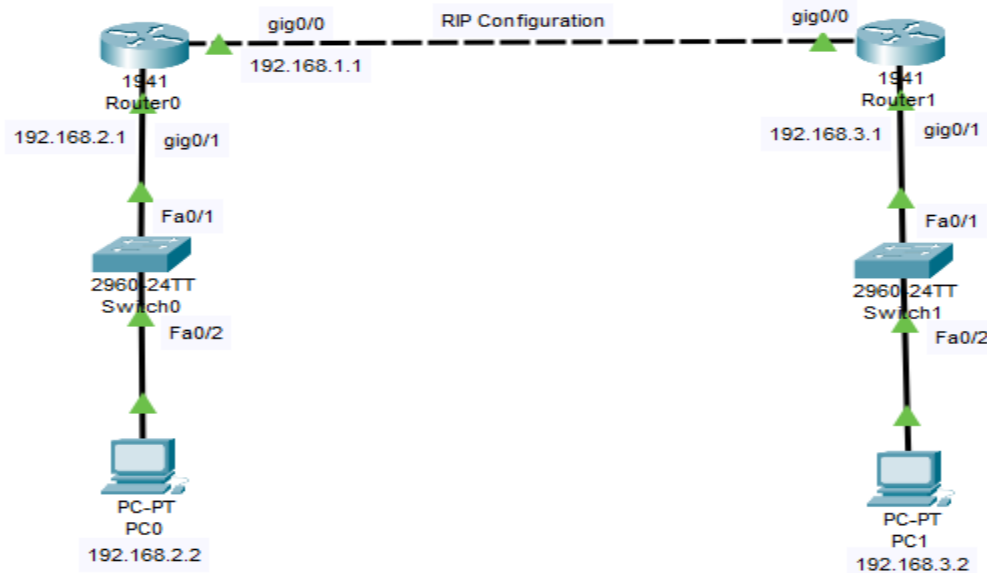 gig0/0
RIP Configuration
gig0/0
192.168.1.1
1941
Router0
1941
Router1
192.168.2.1
gig0/1
192.168.3.1
gig0/1
Fa0/1
Fa0/1
2960-24TT
Switch0
2960-24TT
Switch1
Fa0/2
Fa0/2
PC-PT
PC0
192.168.2.2
PC-PT
PC1
192.168.3.2